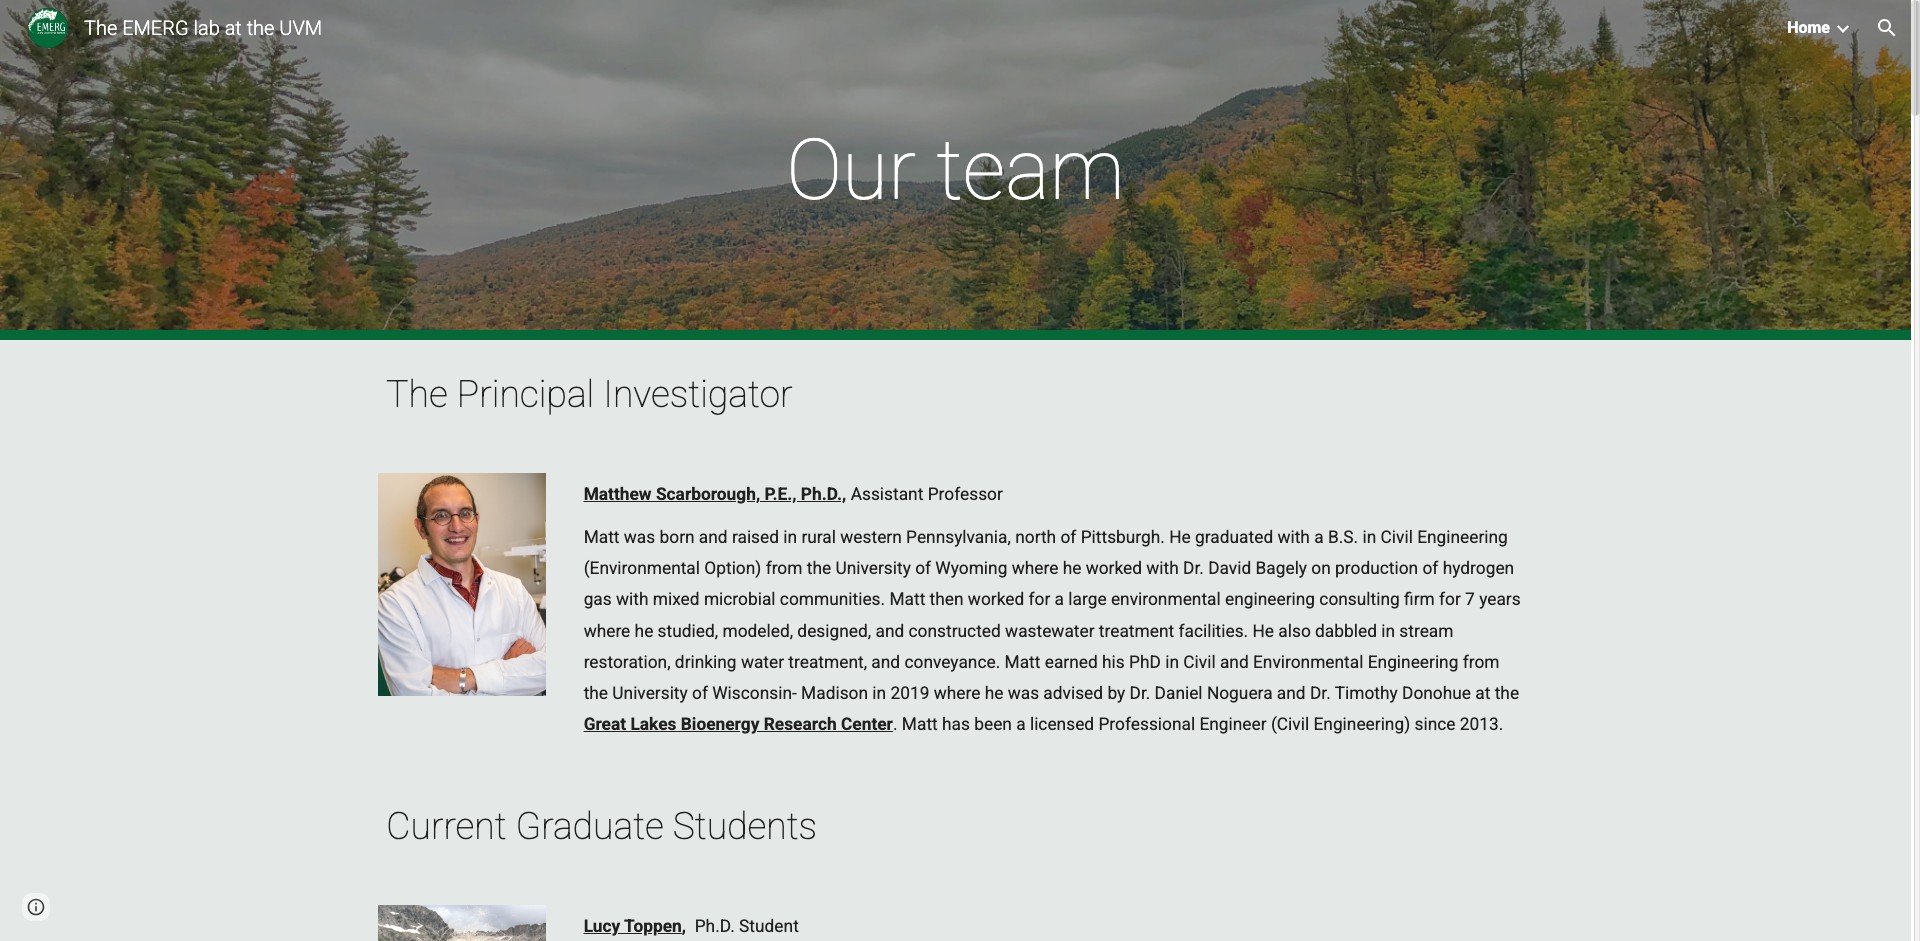 EMERG
The EMERG lab at the UVM
Home
Our team
The Principal Investigator
Matthew Scarborough, P.E., Ph.D., Assistant Professor
Matt was born and raised in rural western Pennsylvania, north of Pittsburgh. He graduated with a B.S. in Civil Engineering
(Environmental Option) from the University of Wyoming where he worked with Dr. David Bagely on production of hydrogen
gas with mixed microbial communities. Matt then worked for a large environmental engineering consulting firm for 7 years
where he studied, modeled, designed, and constructed wastewater treatment facilities. He also dabbled in stream
restoration, drinking water treatment, and conveyance. Matt earned his PhD in Civil and Environmental Engineering from
the University of Wisconsin- Madison in 2019 where he was advised by Dr. Daniel Noguera and Dr. Timothy Donohue at the
Great Lakes Bioenergy Research Center. Matt has been a licensed Professional Engineer (Civil Engineering) since 2013.
Current Graduate Students
Lucy Toppen, Ph.D. Student